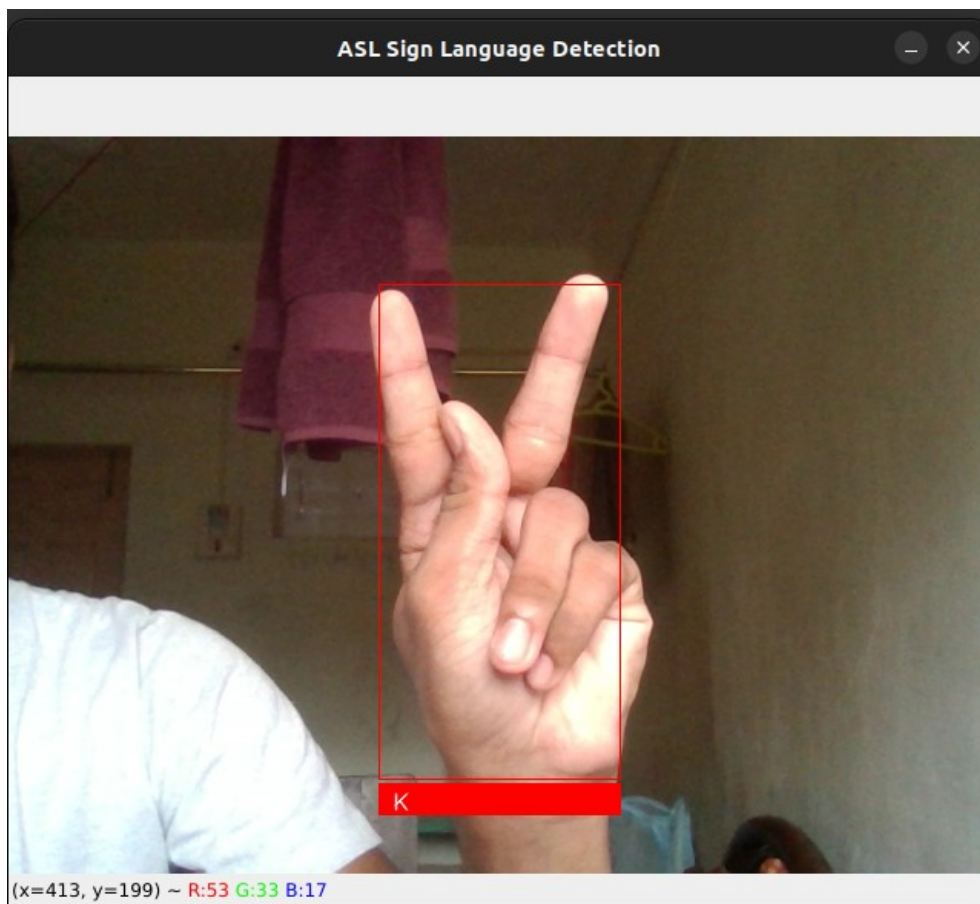 ASL Sign Language Detection
K
(x=413, y=199) ~ R:53 G:33 B:17